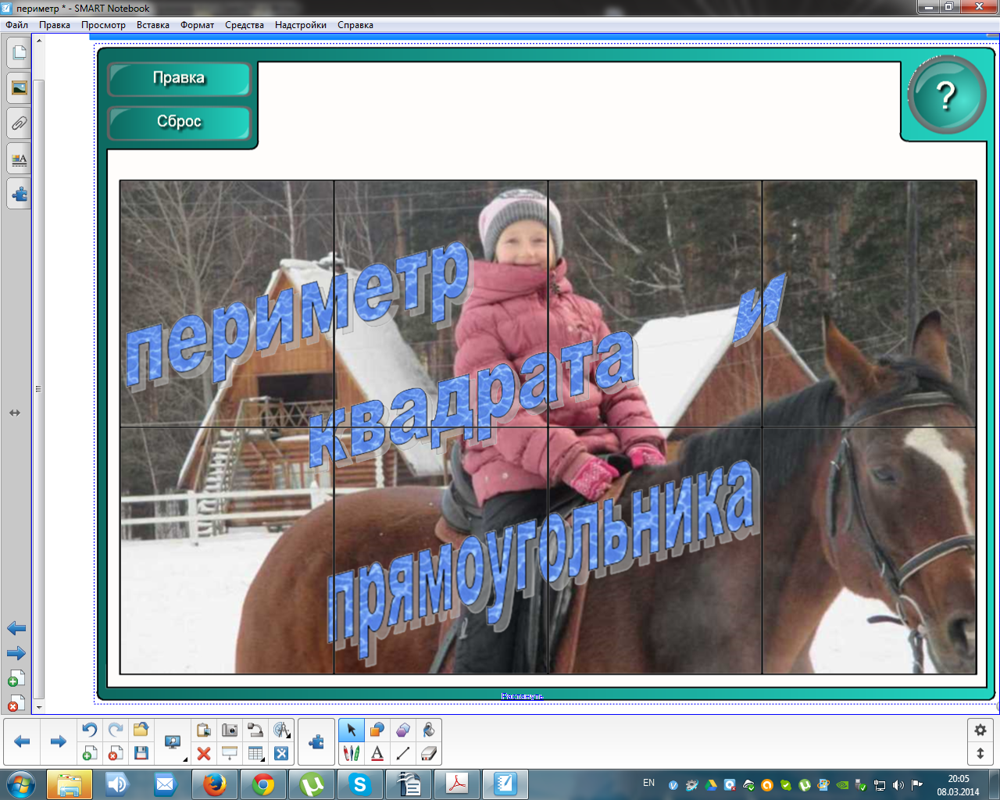 периметр * - SMART Notebook
Файл Правка Просмотр Вставка Формат Средства Надстройки Справка
Правка
Сброс
?
периметр
и
квадрата
прямоугольника
EN
20:05
08.03.2014